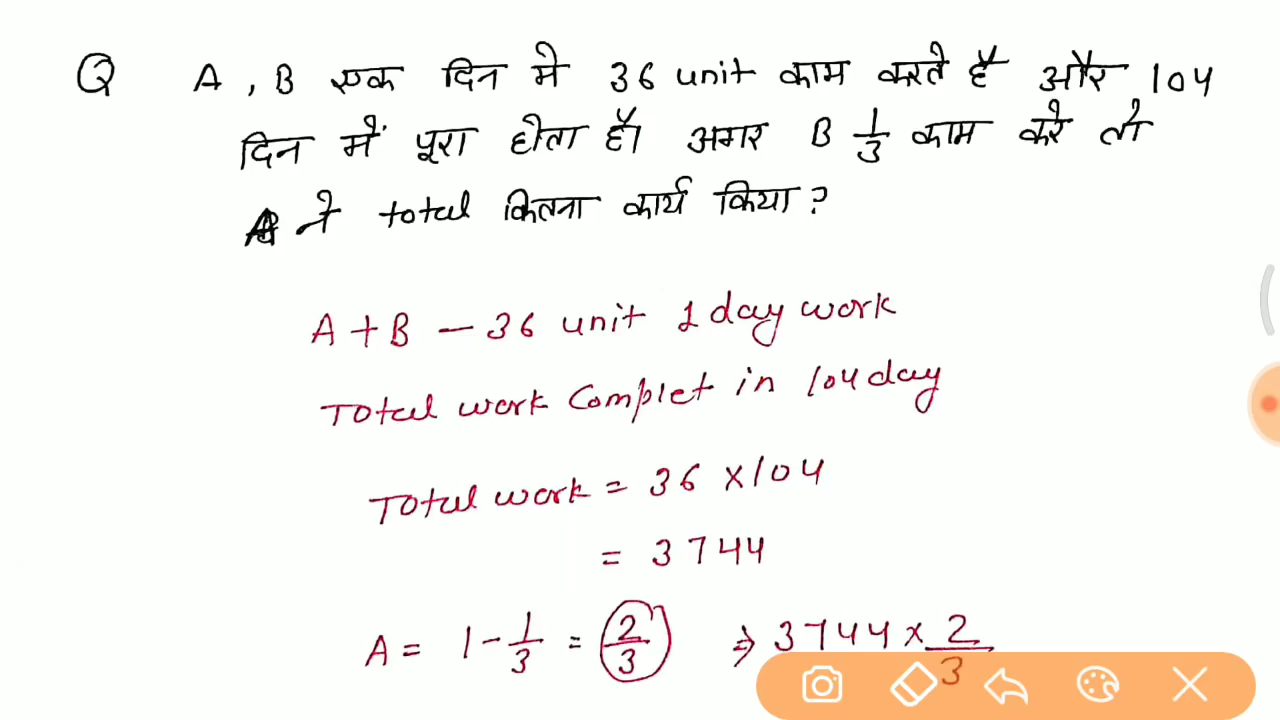 Q A, B एक दिन मे 36 unit काम करते है और 104
दिन में पूरा होता है। अगर B 1/3 काम करे तो
A ने total कितना कार्य किया?
A + B - 36 unit 1 day work
Total work complet in 104 day
Total work = 36 × 104
= 3744
A = 1 - 1/3 = 2/3 ⇒ 3744 × 2/3